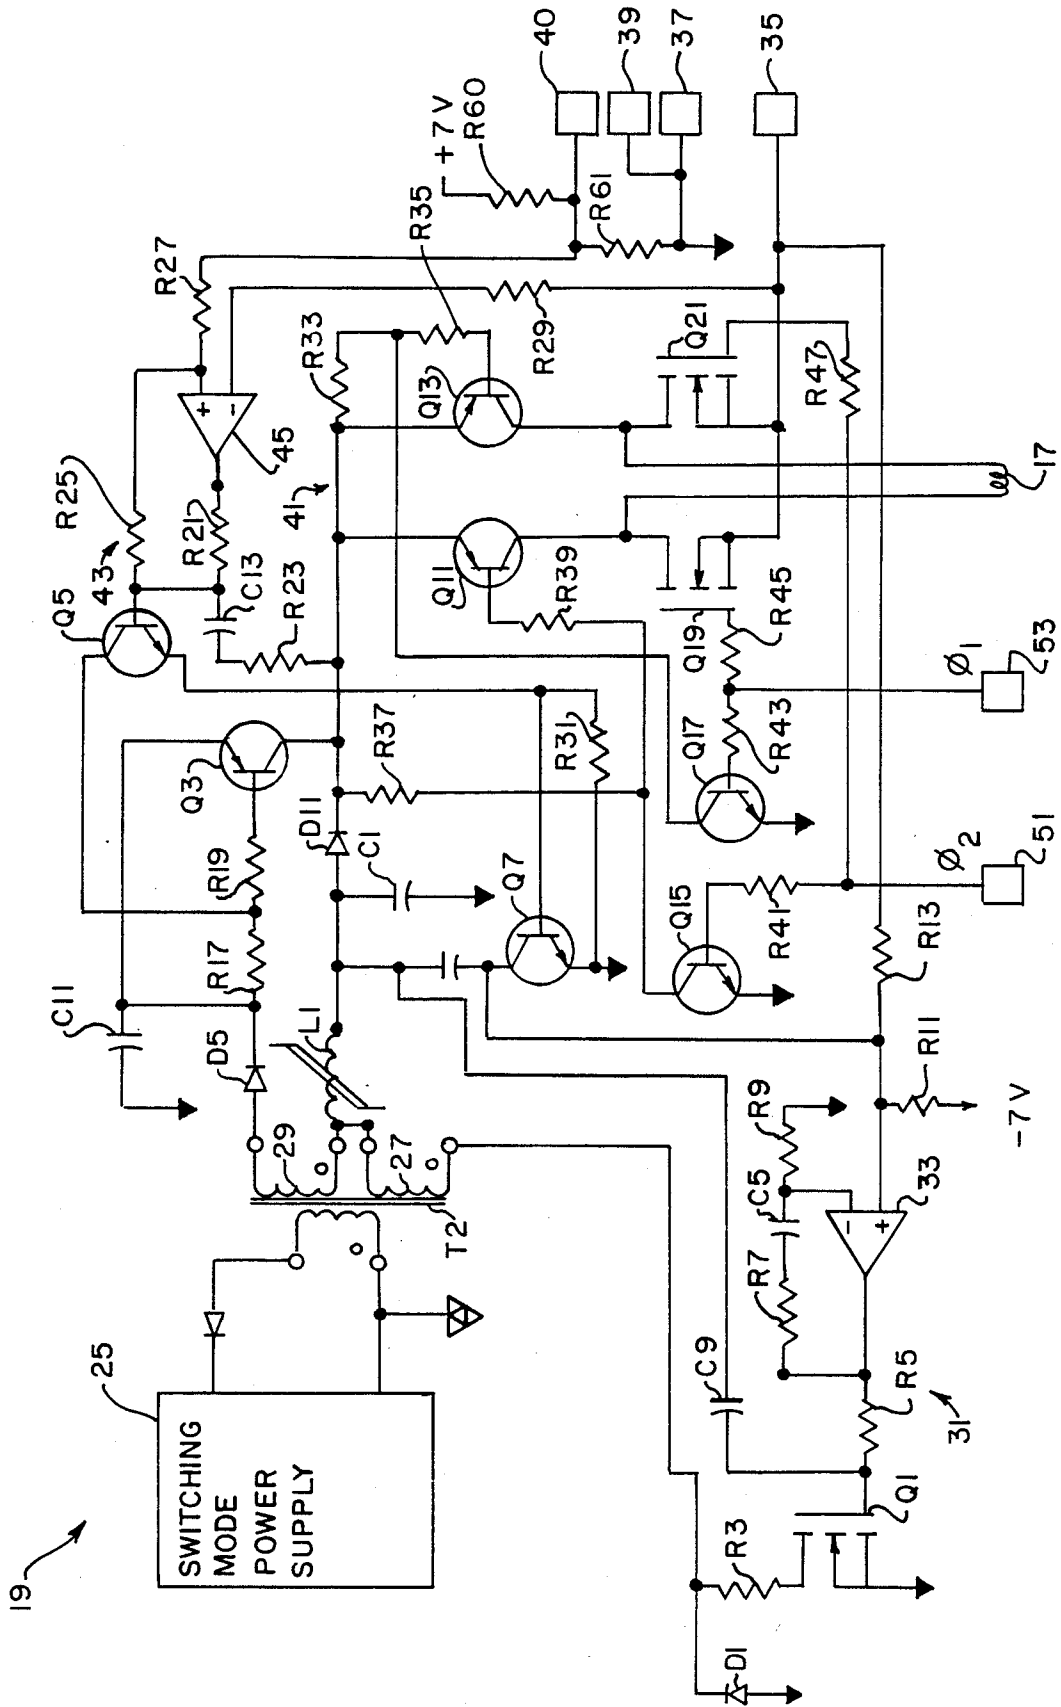 19
25
SWITCHING
MODE
POWER
SUPPLY
T2
29
27
C11
D5
R17
R19
Q3
L1
D11
C1
R37
Q7
R31
Q5
43
R25
R21
C13
R23
45
R27
+
-
41
R33
R35
Q13
Q11
R39
R29
+7V
R60
R61
40
39
37
35
Q21
R47
Q19
R45
R43
Q17
Q15
R41
17
Ø1
53
Ø2
51
R13
R11
-7V
R9
C5
R7
-
+
33
C9
R5
31
Q1
R3
D1